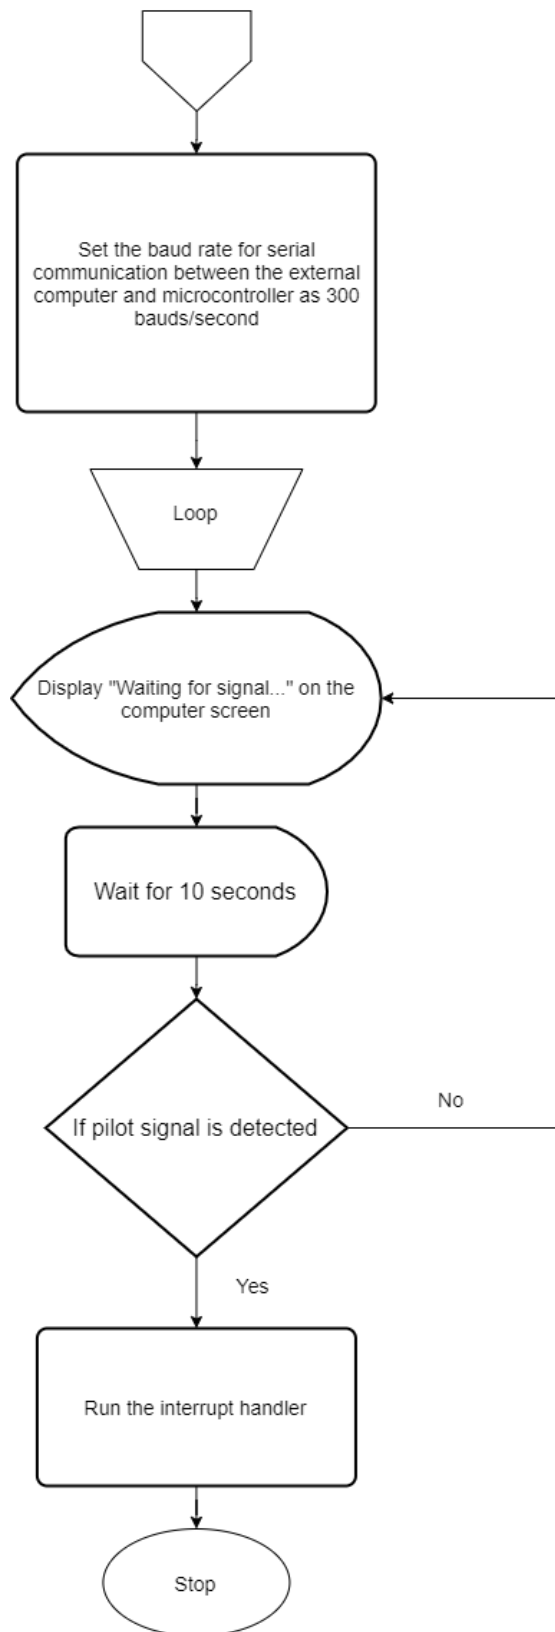 Set the baud rate for serial
communication between the external
computer and microcontroller as 300
bauds/second
Loop
Display "Waiting for signal..." on the
computer screen
Wait for 10 seconds
If pilot signal is detected
No
Yes
Run the interrupt handler
Stop